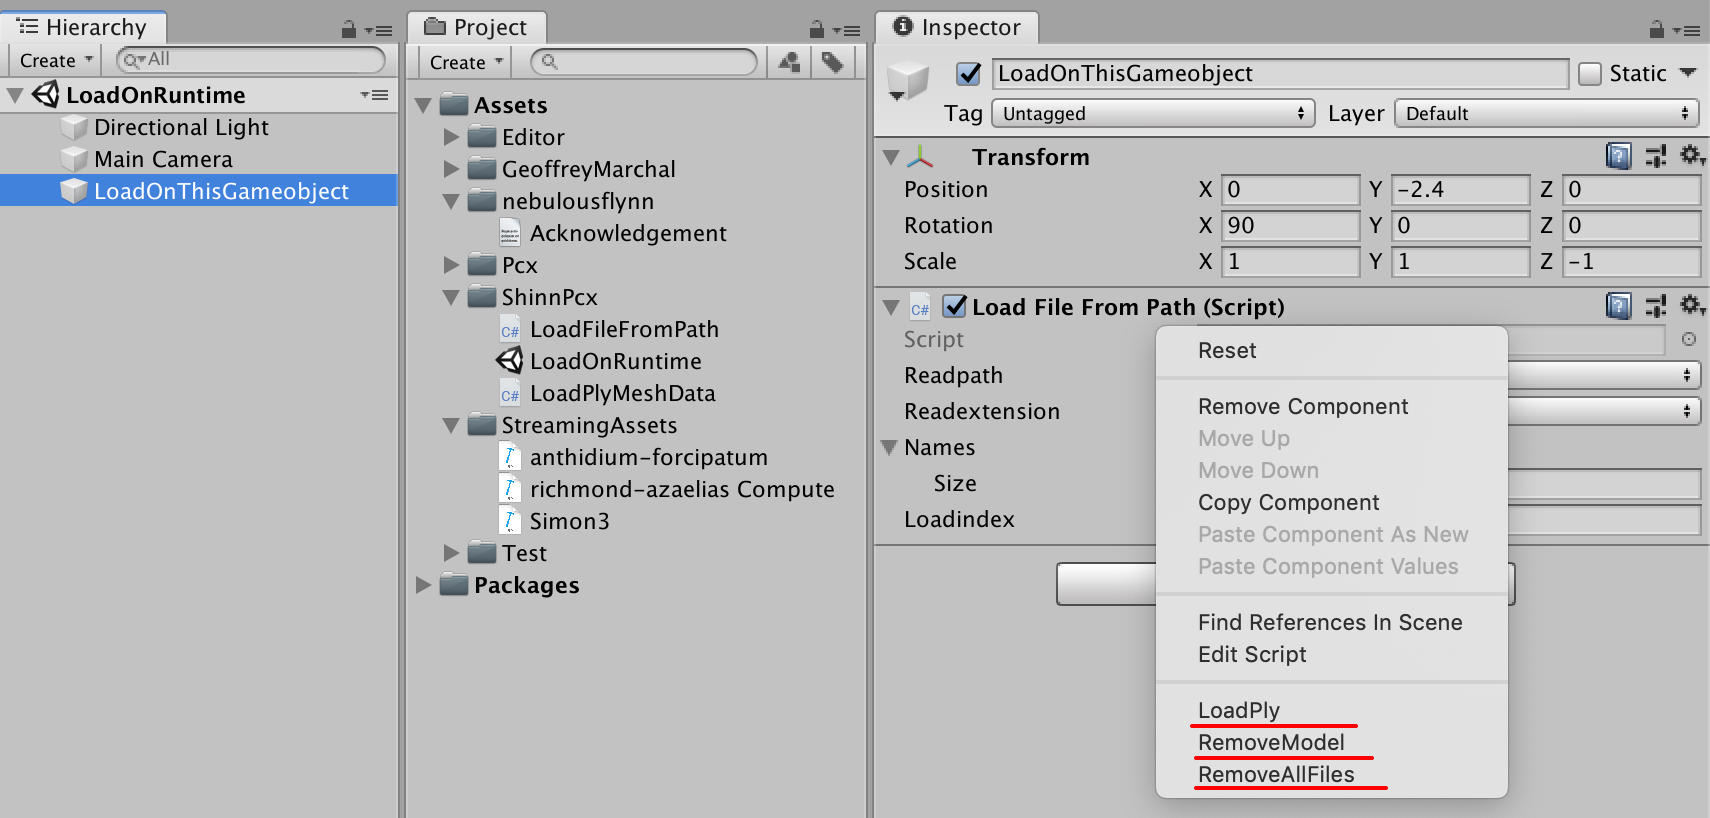 Hierarchy
Create
All
LoadOnRuntime
Directional Light
Main Camera
LoadOnThisGameobject
Project
Create
Assets
Editor
GeoffreyMarchal
nebulousflynn
Acknowledgement
Pcx
ShinnPcx
C# LoadFileFromPath
LoadOnRuntime
C# LoadPlyMeshData
StreamingAssets
anthidium-forcipatum
richmond-azaelias Compute
Simon3
Test
Packages
Inspector
LoadOnThisGameobject
Static
Tag Untagged Layer Default
Transform
Position X 0 Y -2.4 Z 0
Rotation X 90 Y 0 Z 0
Scale X 1 Y 1 Z -1
C# Load File From Path (Script)
Script
Readpath
Readextension
Names
Size
Loadindex
Reset
Remove Component
Move Up
Move Down
Copy Component
Paste Component As New
Paste Component Values
Find References In Scene
Edit Script
LoadPly
RemoveModel
RemoveAllFiles